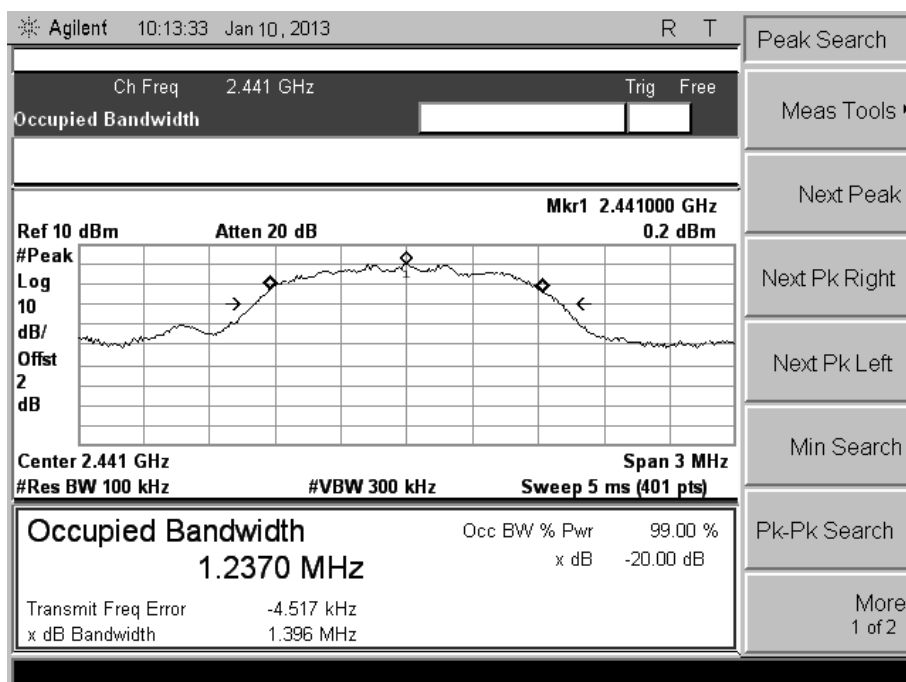 Agilent 10:13:33 Jan 10, 2013 R T
Peak Search
Ch Freq 2.441 GHz Trig Free
Occupied Bandwidth
Meas Tools
Next Peak
Mkr1 2.441000 GHz
Ref 10 dBm Atten 20 dB 0.2 dBm
#Peak
Log
10
dB/
Offst
2
dB
Next Pk Right
Next Pk Left
Center 2.441 GHz Span 3 MHz
#Res BW 100 kHz #VBW 300 kHz Sweep 5 ms (401 pts)
Min Search
Occupied Bandwidth Occ BW % Pwr 99.00 %
1.2370 MHz x dB -20.00 dB
Pk-Pk Search
Transmit Freq Error -4.517 kHz
x dB Bandwidth 1.396 MHz
More
1 of 2
1